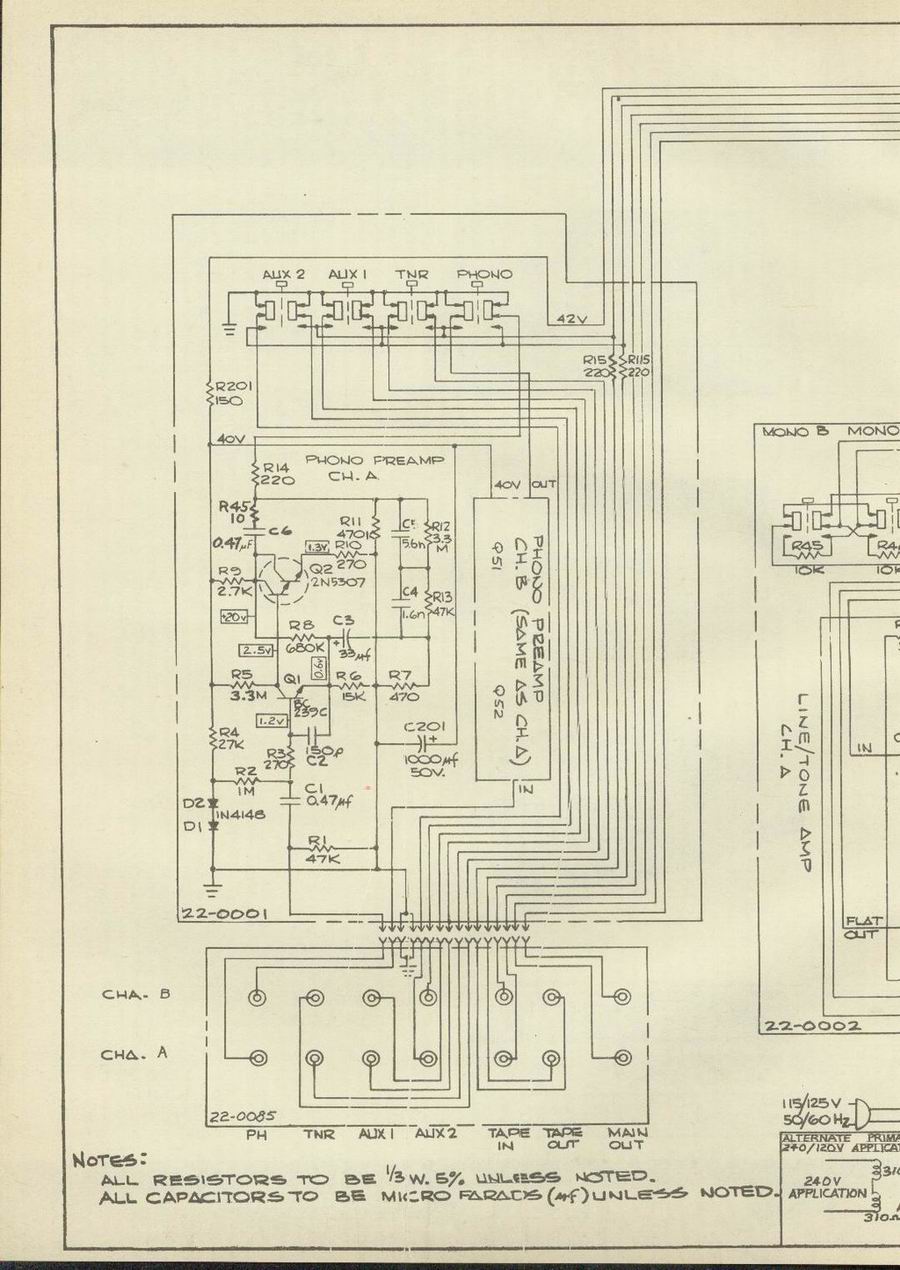 AUX 2 AUX 1 TNR PHONO
42V
R15 R115
220 220
R201
150
40V
PHONO PREAMP
CH. A
R14
220
40V OUT
R45
10
C6
0.47µf
R11
470K
C5
5.6n
R12
3.3
M
1.3V R10
270
Q2
2N5307
R9
2.7K
C4
1.6n
R13
47K
+20V
R8
680K
C3
+
33µf
2.5V
0.6V
R5
3.3M
Q1
BC
239C
R6
15K
R7
470
1.2V
R4
27K
R3
270
150p
C2
C201
+
1000µf
50V.
R2
1M
C1
0.47µf
D2
1N4148
D1
R1
47K
PHONO PREAMP
CH. B (SAME AS CH. A)
Q51 Q52
IN
22-0001
CHA. B
CHA. A
22-0085
PH TNR AUX 1 AUX 2 TAPE TAPE MAIN
IN OUT OUT
MONO B MONO
R45
10K
10K
LINE/TONE AMP
CH. A
IN
FLAT
OUT
22-0002
115/125V
50/60 HZ
ALTERNATE PRIMA
240/120V APPLICAT
240V
APPLICATION
310Ω
NOTES:
ALL RESISTORS TO BE 1/3 W. 5% UNLESS NOTED.
ALL CAPACITORS TO BE MICRO FARADS (µf) UNLESS NOTED.